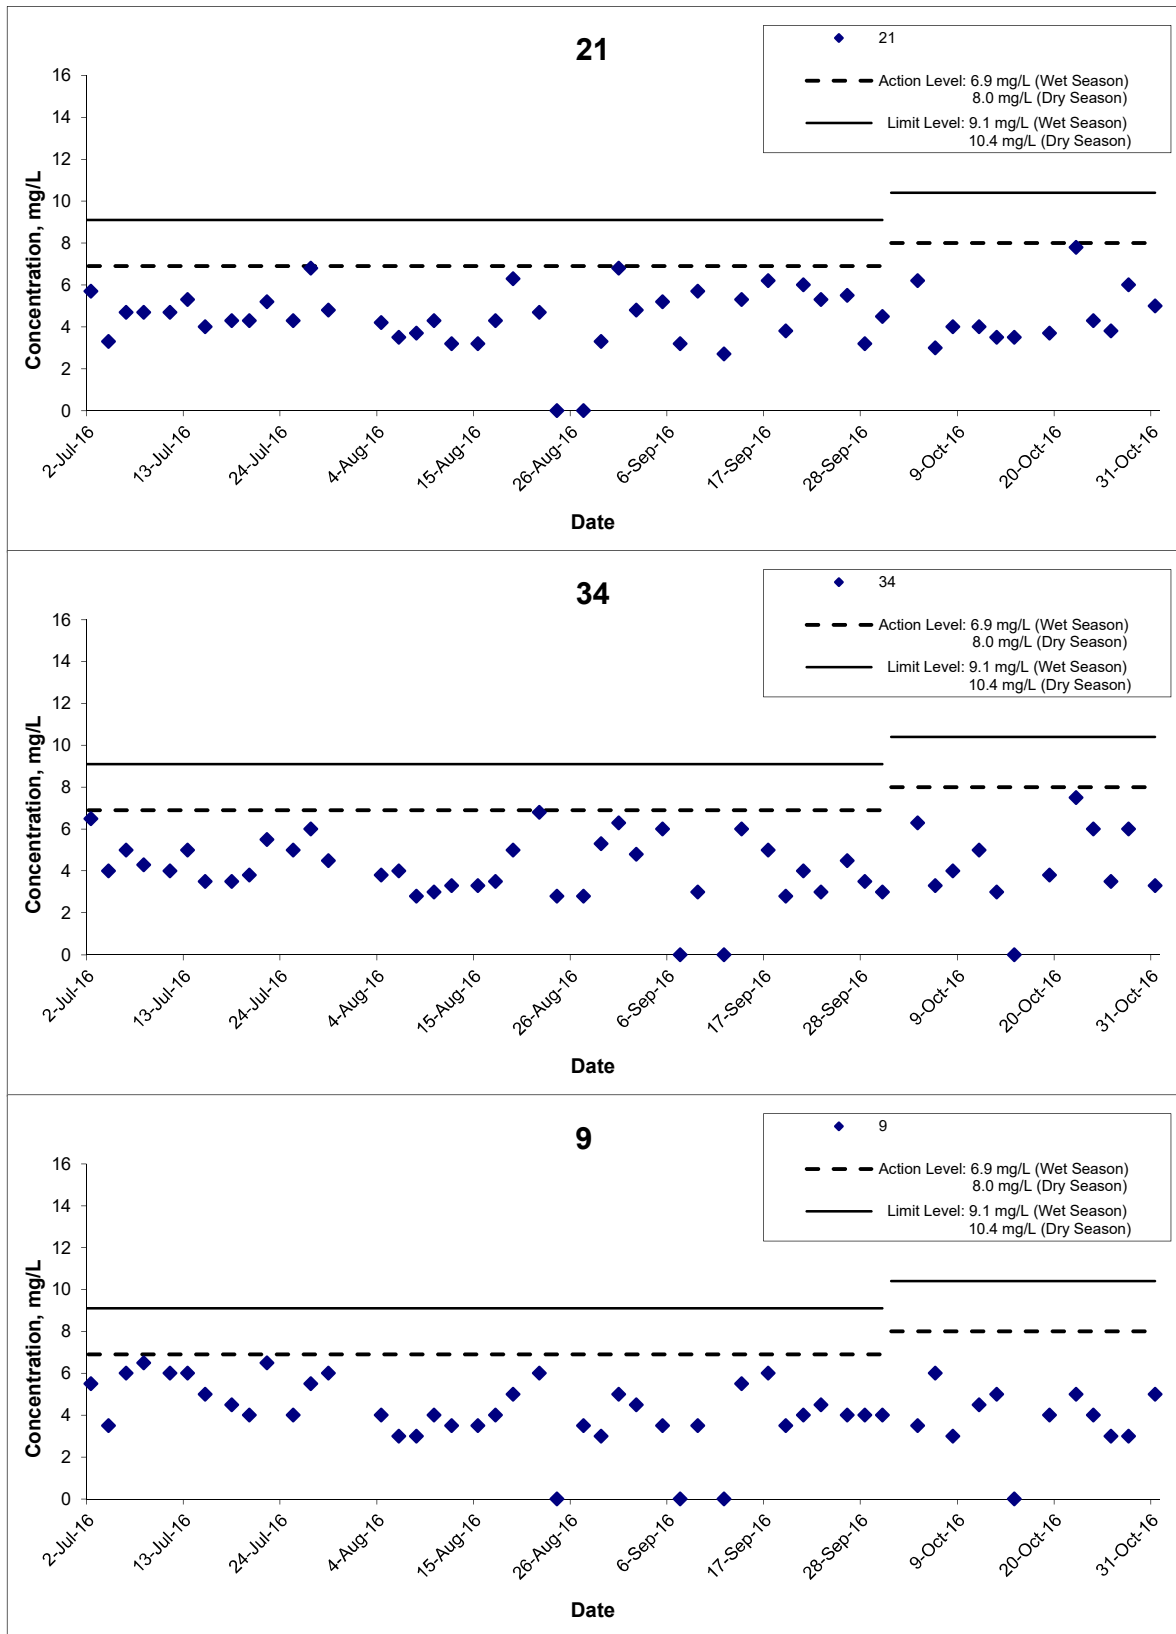 21
21
Action Level: 6.9 mg/L (Wet Season)
8.0 mg/L (Dry Season)
Limit Level: 9.1 mg/L (Wet Season)
10.4 mg/L (Dry Season)
Concentration, mg/L
16
14
12
10
8
6
4
2
0
2-Jul-16
13-Jul-16
24-Jul-16
4-Aug-16
15-Aug-16
26-Aug-16
6-Sep-16
17-Sep-16
28-Sep-16
9-Oct-16
20-Oct-16
31-Oct-16
Date
34
34
Action Level: 6.9 mg/L (Wet Season)
8.0 mg/L (Dry Season)
Limit Level: 9.1 mg/L (Wet Season)
10.4 mg/L (Dry Season)
Concentration, mg/L
16
14
12
10
8
6
4
2
0
2-Jul-16
13-Jul-16
24-Jul-16
4-Aug-16
15-Aug-16
26-Aug-16
6-Sep-16
17-Sep-16
28-Sep-16
9-Oct-16
20-Oct-16
31-Oct-16
Date
9
9
Action Level: 6.9 mg/L (Wet Season)
8.0 mg/L (Dry Season)
Limit Level: 9.1 mg/L (Wet Season)
10.4 mg/L (Dry Season)
Concentration, mg/L
16
14
12
10
8
6
4
2
0
2-Jul-16
13-Jul-16
24-Jul-16
4-Aug-16
15-Aug-16
26-Aug-16
6-Sep-16
17-Sep-16
28-Sep-16
9-Oct-16
20-Oct-16
31-Oct-16
Date